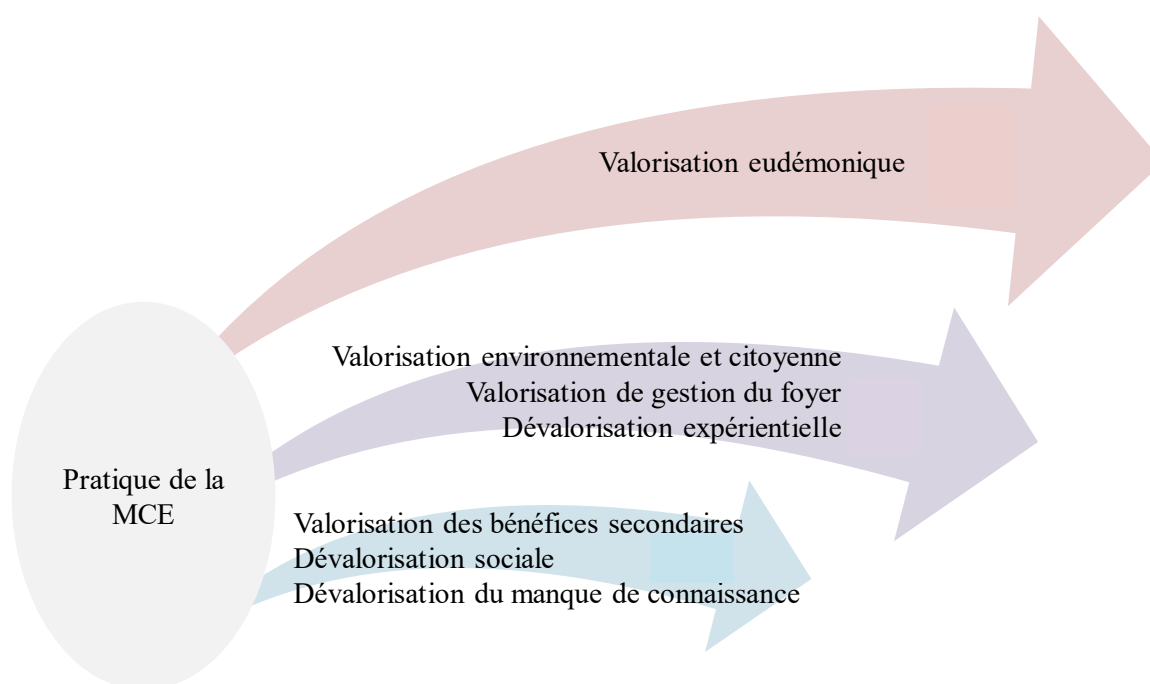 Valorisation eudémonique
Valorisation environnementale et citoyenne
Valorisation de gestion du foyer
Dévalorisation expérientielle
Pratique de la
MCE
Valorisation des bénéfices secondaires
Dévalorisation sociale
Dévalorisation du manque de connaissance